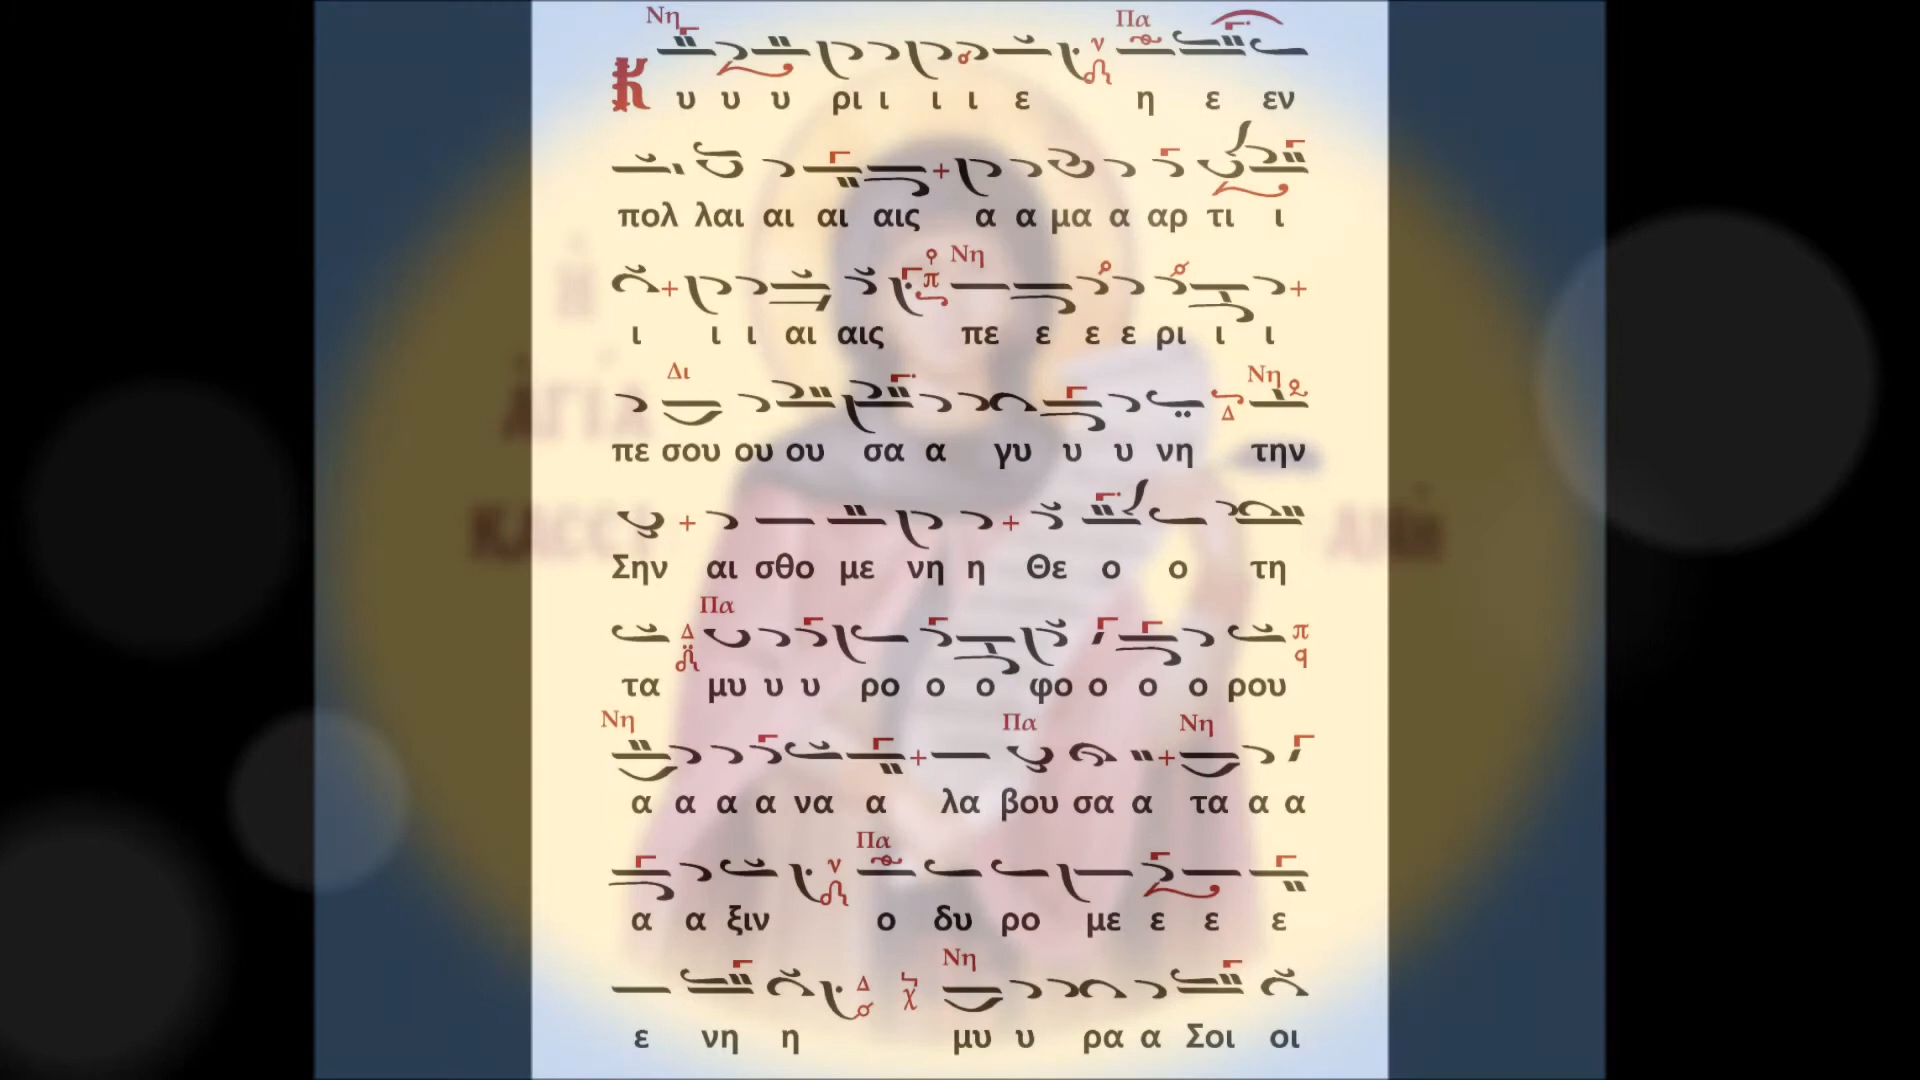 Νη Πα
Κ υ υ υ ρι ι ι ι ε η ε εν
πολ λαι αι αι αις α α μα α αρ τι ι
Νη
ι ι ι αι αις πε ε ε ε ρι ι ι
Δι Νη
πε σου ου ου σα α γυ υ υ νη την
Σην αι σθο με νη η Θε ο ο τη
Πα
τα μυ υ υ ρο ο ο φο ο ο ο ρου
Νη Πα Νη
α α α α να α λα βου σα α τα α α
Πα
α α ξιν ο δυ ρο με ε ε ε
Νη
ε νη η μυ υ ρα α Σοι οι
Η
ΑΓΙΑ
ΚΑCCΙ ΑΝΗ